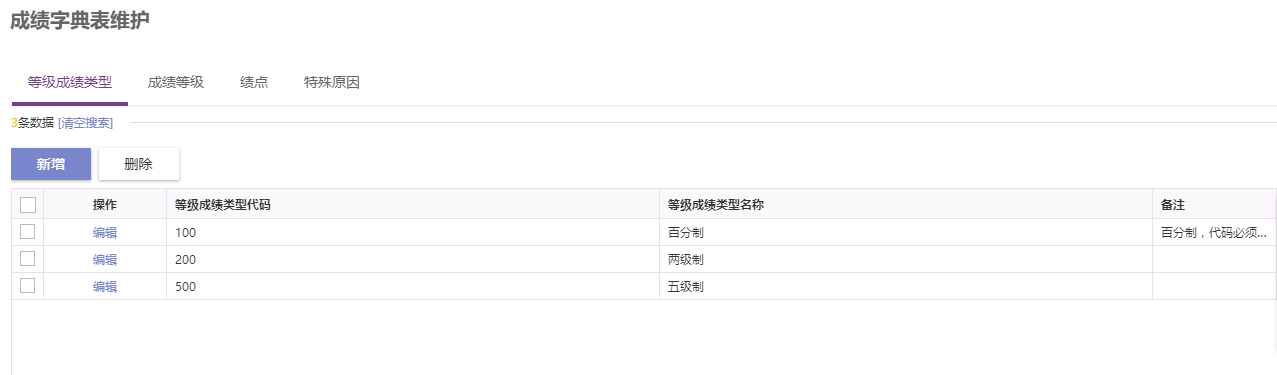 成绩字典表维护
等级成绩类型 成绩等级 绩点 特殊原因
3条数据 [清空搜索]
新增 删除
操作 等级成绩类型代码 等级成绩类型名称 备注
编辑 100 百分制 百分制，代码必须...
编辑 200 两级制
编辑 500 五级制